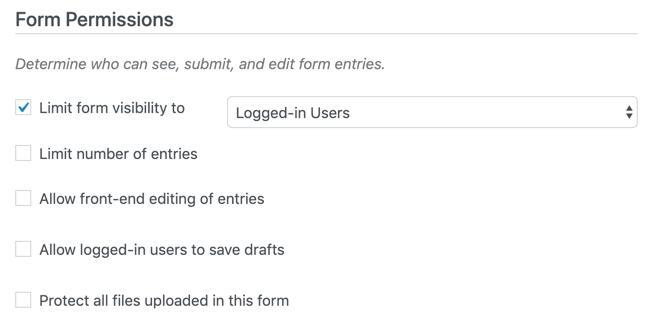 Form Permissions
Determine who can see, submit, and edit form entries.
Limit form visibility to
Logged-in Users
Limit number of entries
Allow front-end editing of entries
Allow logged-in users to save drafts
Protect all files uploaded in this form